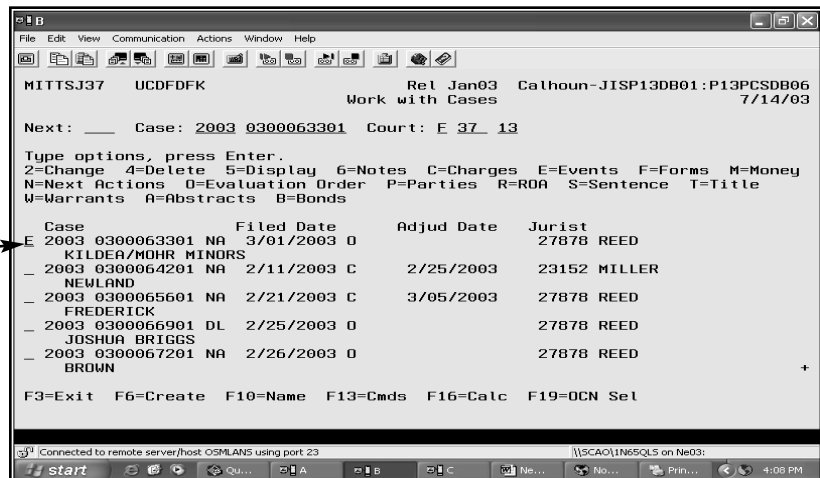 B
File Edit View Communication Actions Window Help
MITTSJ37 UCDFDFK Rel Jan03 Calhoun-JISP13DB01:P13PCSDB06
Work with Cases 7/14/03
Next: ___ Case: 2003 0300063301 Court: F 37 13
Type options, press Enter.
2=Change 4=Delete 5=Display 6=Notes C=Charges E=Events F=Forms M=Money
N=Next Actions O=Evaluation Order P=Parties R=ROA S=Sentence T=Title
W=Warrants A=Abstracts B=Bonds
Case Filed Date Adjud Date Jurist
E 2003 0300063301 NA 3/01/2003 O 27878 REED
KILDEA/MOHR MINORS
_ 2003 0300064201 NA 2/11/2003 C 2/25/2003 23152 MILLER
NEWLAND
_ 2003 0300065601 NA 2/21/2003 C 3/05/2003 27878 REED
FREDERICK
_ 2003 0300066901 DL 2/25/2003 O 27878 REED
JOSHUA BRIGGS
_ 2003 0300067201 NA 2/26/2003 O 27878 REED
BROWN +
F3=Exit F6=Create F10=Name F13=Cmds F16=Calc F19=OCN Sel
Connected to remote server/host OSMLANS using port 23 \\SCAO\1N65QLS on Ne03:
start Qu... A B C Ne... No... Prin... 4:08 PM